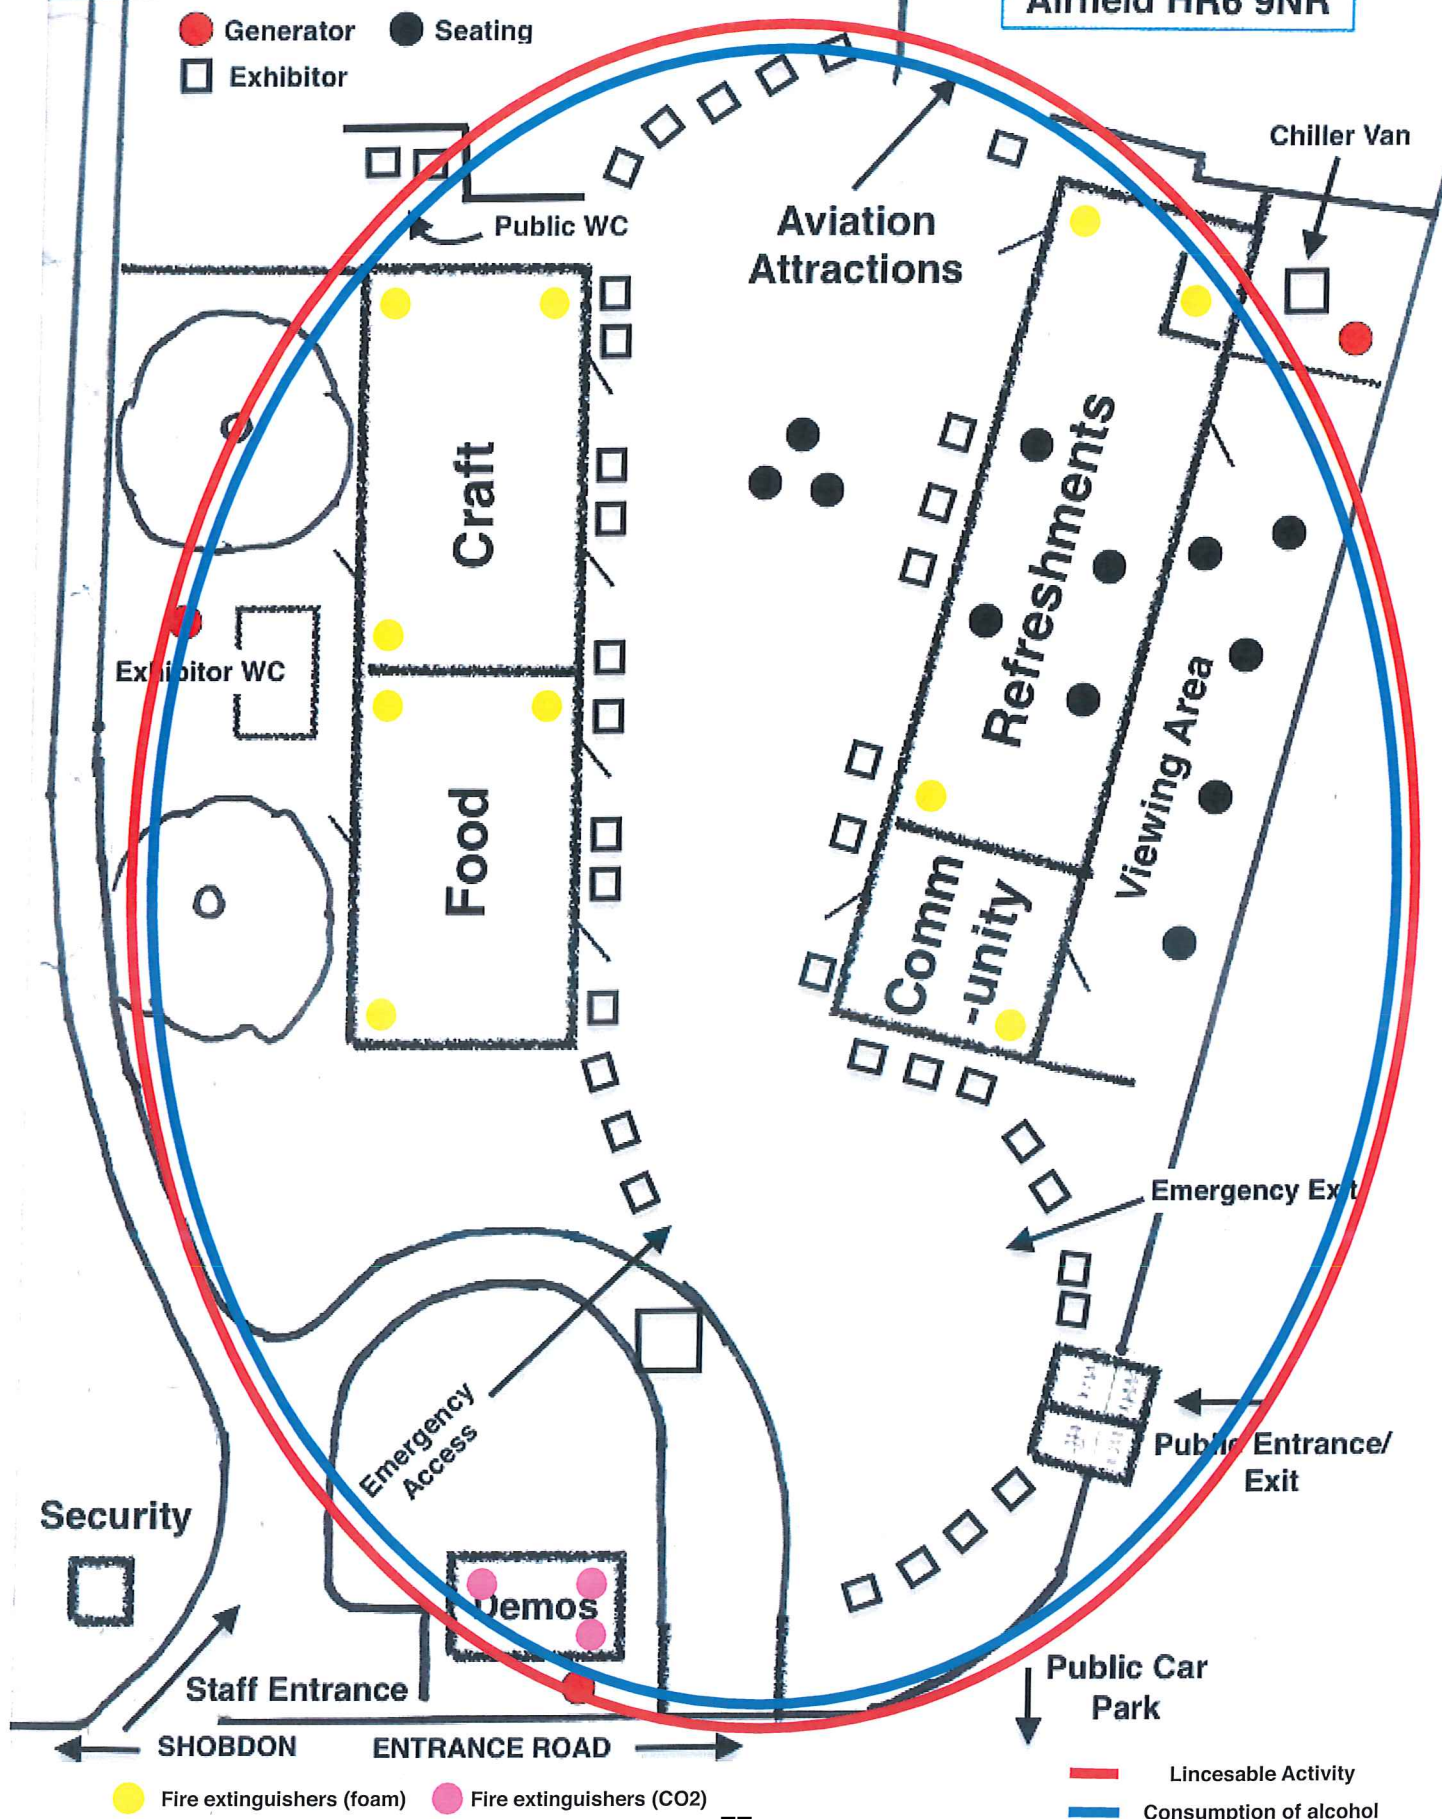 Airfield HR6 9NR
Generator
Seating
Exhibitor
Chiller Van
Public WC
Aviation
Attractions
Craft
Refreshments
Exhibitor WC
Viewing Area
Food
Comm
-unity
Emergency Exit
Emergency
Access
Public Entrance/
Exit
Security
Demos
Staff Entrance
Public Car
Park
SHOBDON
ENTRANCE ROAD
Lincesable Activity
Fire extinguishers (foam)
Fire extinguishers (CO2)
Consumption of alcohol